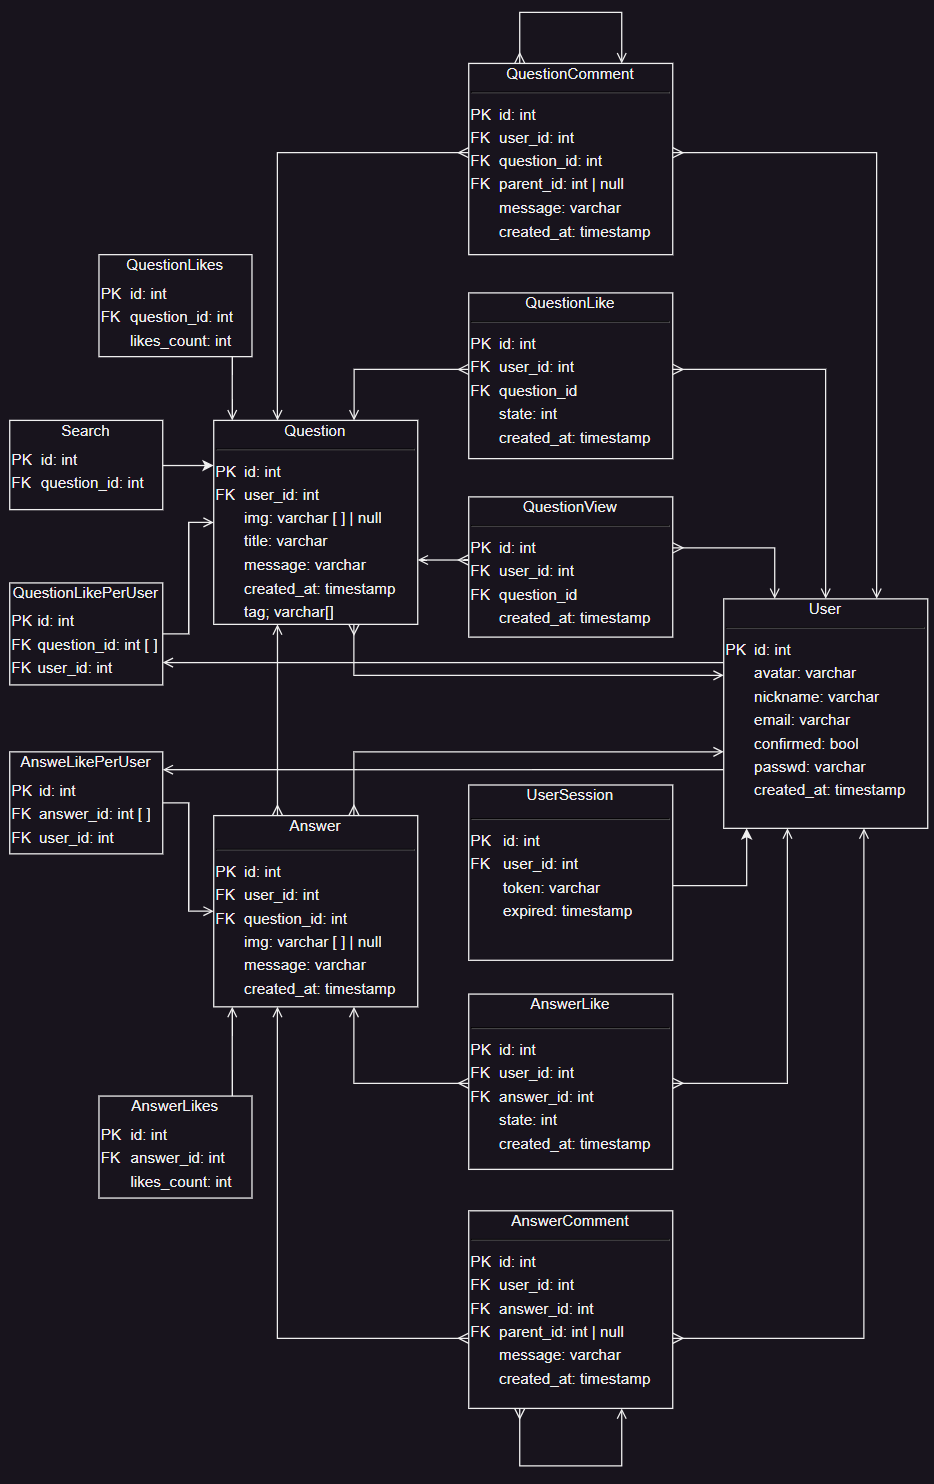 QuestionComment
PK id: int
FK user_id: int
FK question_id: int
FK parent_id: int | null
message: varchar
created_at: timestamp
QuestionLikes
PK id: int
FK question_id: int
likes_count: int
QuestionLike
PK id: int
FK user_id: int
FK question_id
state: int
created_at: timestamp
Search
PK id: int
FK question_id: int
Question
PK id: int
FK user_id: int
img: varchar [ ] | null
title: varchar
message: varchar
created_at: timestamp
tag; varchar[]
QuestionView
PK id: int
FK user_id: int
FK question_id
created_at: timestamp
QuestionLikePerUser
PK id: int
FK question_id: int [ ]
FK user_id: int
User
PK id: int
avatar: varchar
nickname: varchar
email: varchar
confirmed: bool
passwd: varchar
created_at: timestamp
AnsweLikePerUser
PK id: int
FK answer_id: int [ ]
FK user_id: int
Answer
PK id: int
FK user_id: int
FK question_id: int
img: varchar [ ] | null
message: varchar
created_at: timestamp
UserSession
PK id: int
FK user_id: int
token: varchar
expired: timestamp
AnswerLike
PK id: int
FK user_id: int
FK answer_id: int
state: int
created_at: timestamp
AnswerLikes
PK id: int
FK answer_id: int
likes_count: int
AnswerComment
PK id: int
FK user_id: int
FK answer_id: int
FK parent_id: int | null
message: varchar
created_at: timestamp